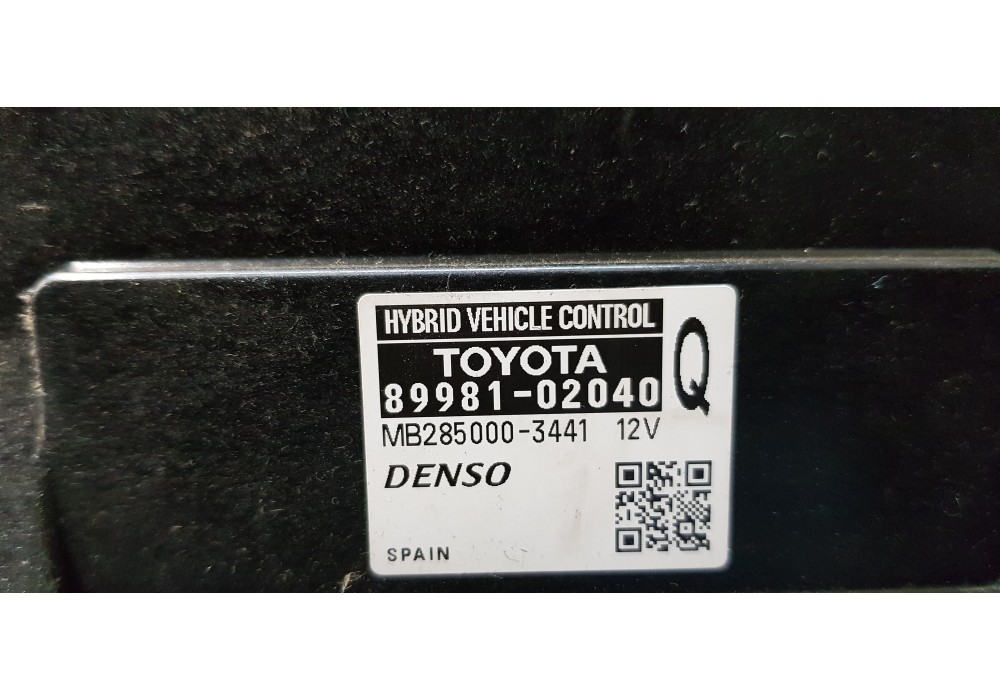 HYBRID VEHICLE CONTROL
TOYOTA
89981-02040
Q
MB285000-3441 12V
DENSO
SPAIN